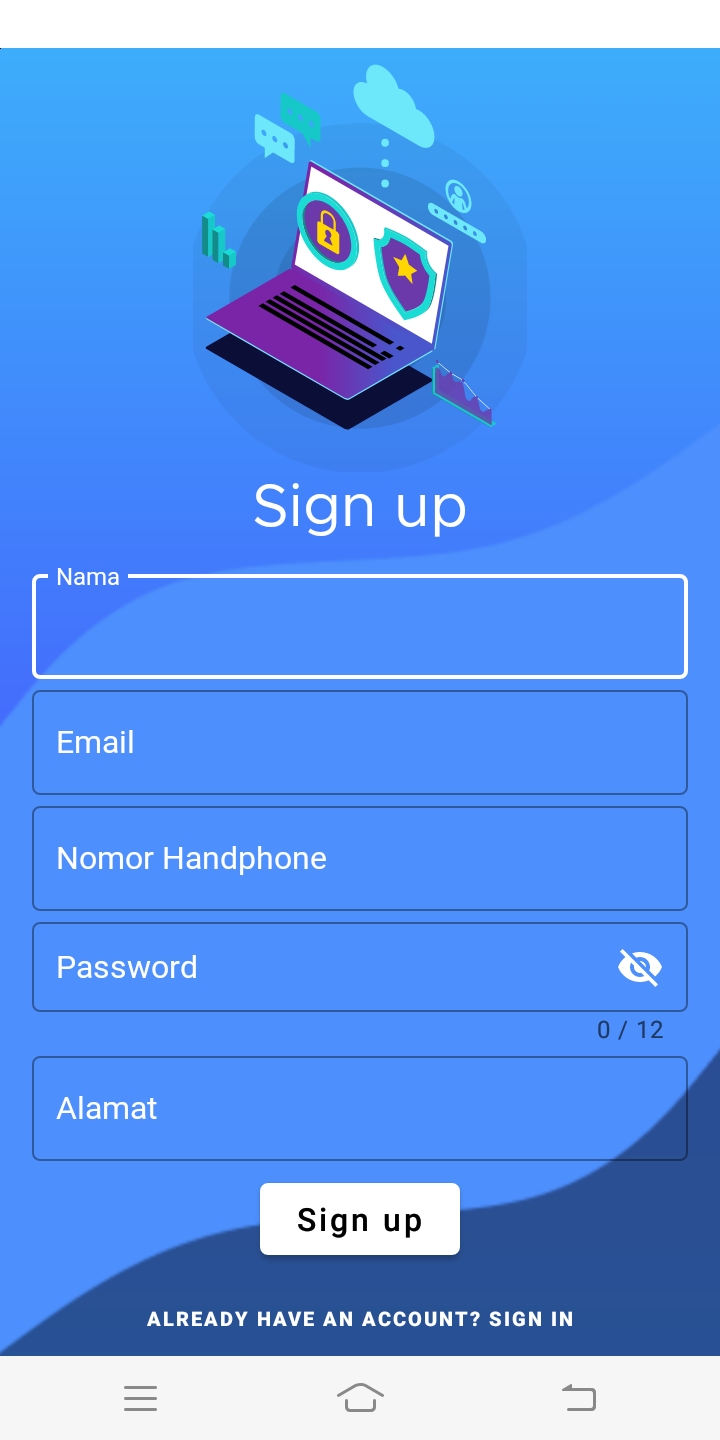 Sign up
Nama
Email
Nomor Handphone
Password
0 / 12
Alamat
Sign up
ALREADY HAVE AN ACCOUNT? SIGN IN